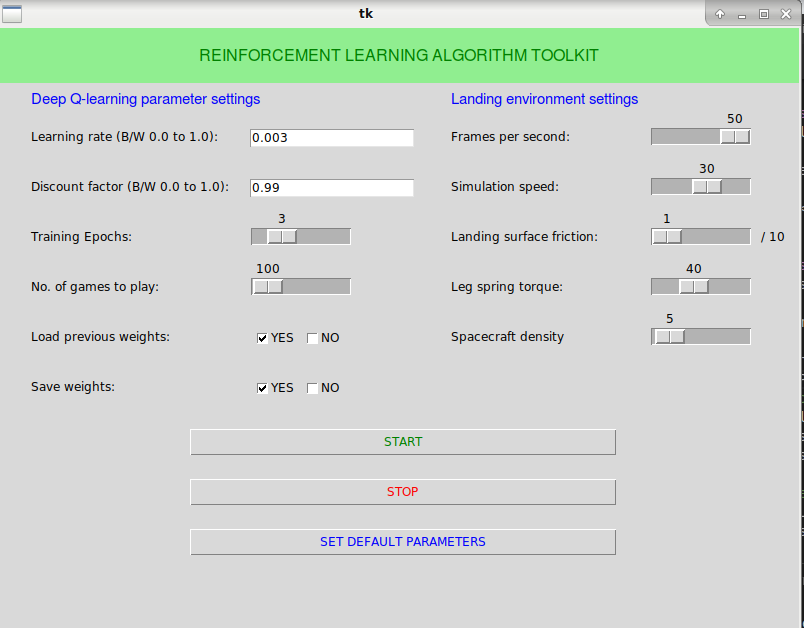 tk
REINFORCEMENT LEARNING ALGORITHM TOOLKIT
Deep Q-learning parameter settings
Learning rate (B/W 0.0 to 1.0): 0.003
Discount factor (B/W 0.0 to 1.0): 0.99
3
Training Epochs:
100
No. of games to play:
Load previous weights: YES NO
Save weights: YES NO
Landing environment settings
50
Frames per second:
30
Simulation speed:
1
Landing surface friction: / 10
40
Leg spring torque:
5
Spacecraft density
START
STOP
SET DEFAULT PARAMETERS